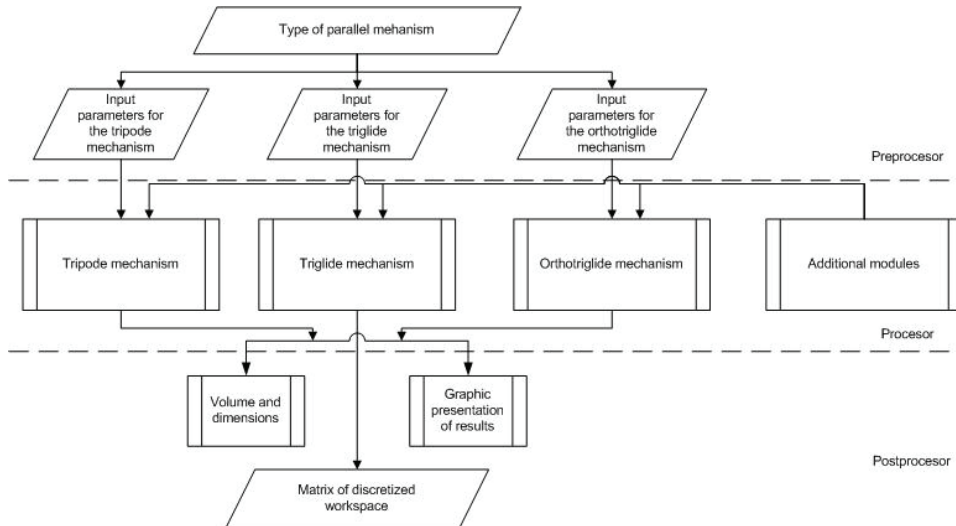 Type of parallel mehanism
Input
parameters for
the tripode
mechanism
Input
parameters for
the triglide
mechanism
Input
parameters for
the orthotriglide
mechanism
Preprocesor
Tripode mechanism
Triglide mechanism
Orthotriglide mechanism
Additional modules
Procesor
Volume and
dimensions
Graphic
presentation
of results
Postprocesor
Matrix of discretized
workspace